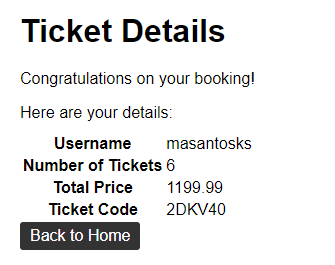 Ticket Details
Congratulations on your booking!
Here are your details:
Username masantosks
Number of Tickets 6
Total Price 1199.99
Ticket Code 2DKV40
Back to Home